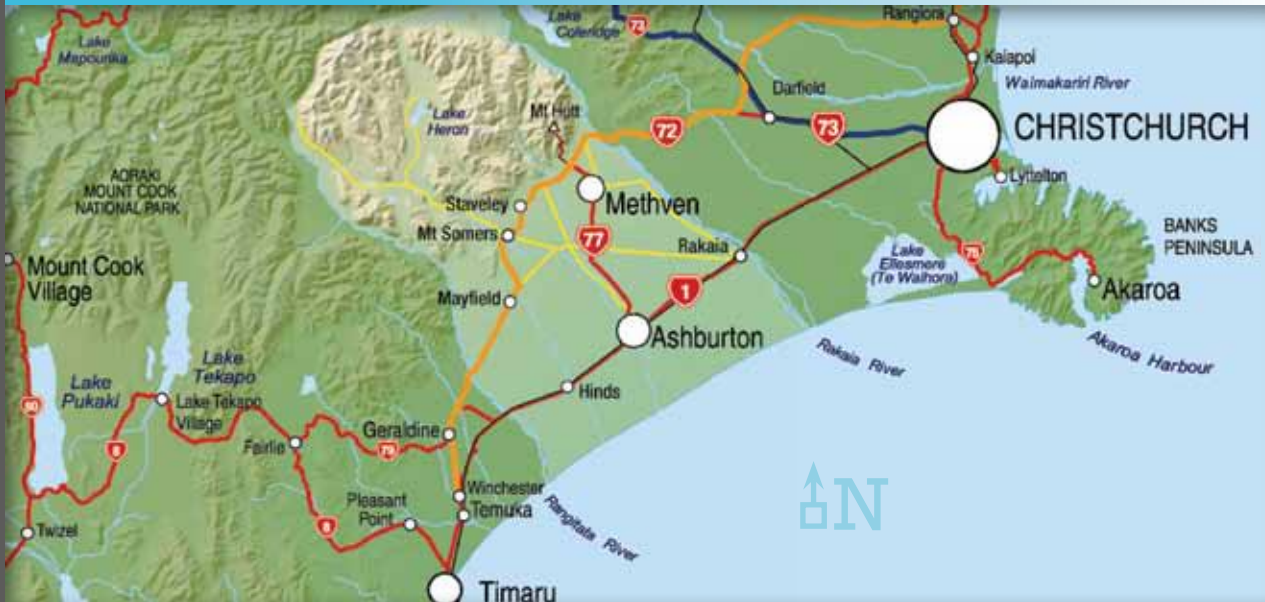 Lake
Mapourika
Lake
Coleridge
73
Rangiora
Kaiapoi
Waimakariri River
Darfield
Mt Hutt
Lake
Heron
72
73
CHRISTCHURCH
Lyttelton
AORAKI
MOUNT COOK
NATIONAL PARK
Staveley
Methven
Mt Somers
77
Rakaia
Lake
Ellesmere
(Te Waihora)
75
BANKS
PENINSULA
Mount Cook
Village
Mayfield
1
Akaroa
Ashburton
Rakaia River
Akaroa Harbour
Lake
Tekapo
Lake
Pukaki
Lake Tekapo
Village
Hinds
80
8
Fairlie
79
Geraldine
Winchester
Temuka
Rangitata River
Pleasant
Point
8
Twizel
N
Timaru